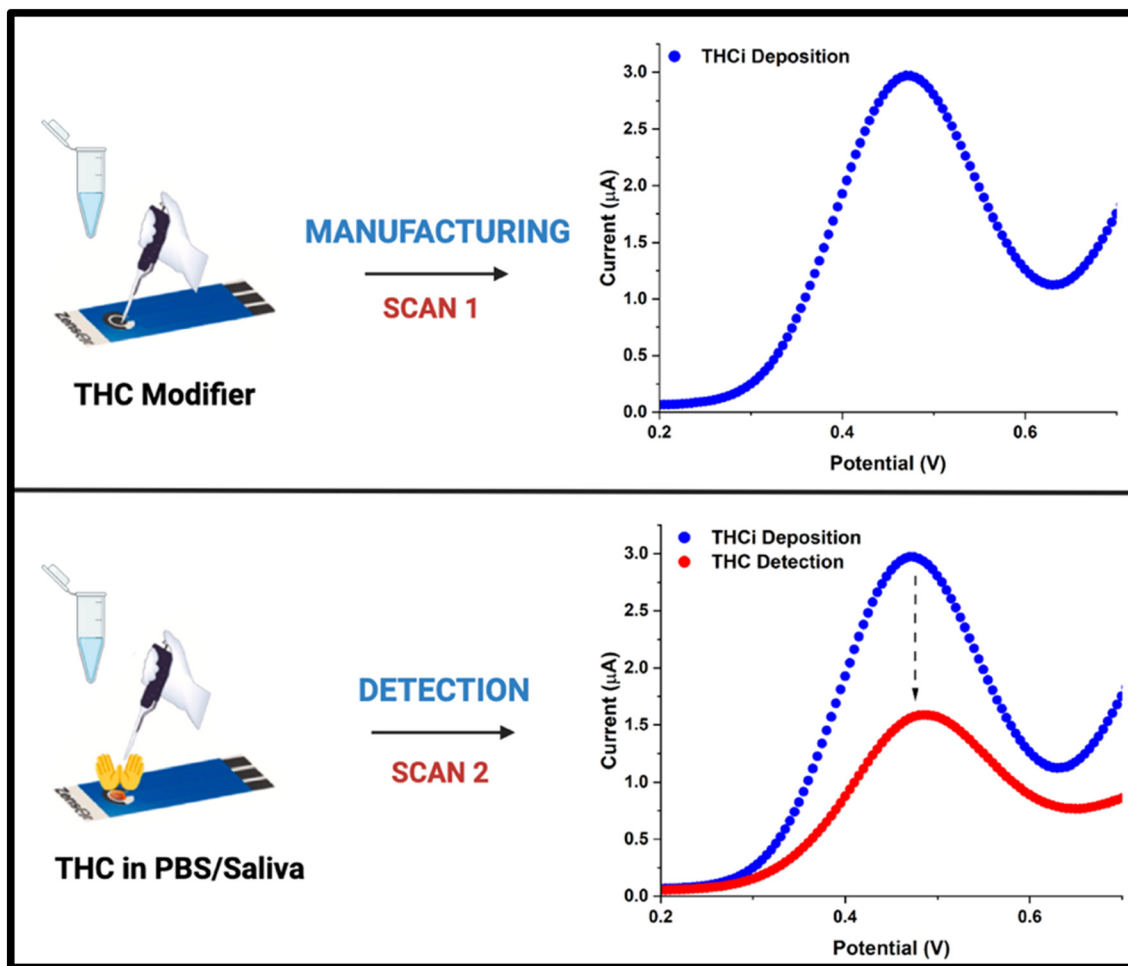 THCi Deposition
3.0
2.5
2.0
1.5
1.0
0.5
0.0
0.2
0.4
0.6
Current (µA)
Potential (V)
MANUFACTURING
SCAN 1
THC Modifier
THCi Deposition
THC Detection
3.0
2.5
2.0
1.5
1.0
0.5
0.0
0.2
0.4
0.6
Current (µA)
Potential (V)
DETECTION
SCAN 2
THC in PBS/Saliva